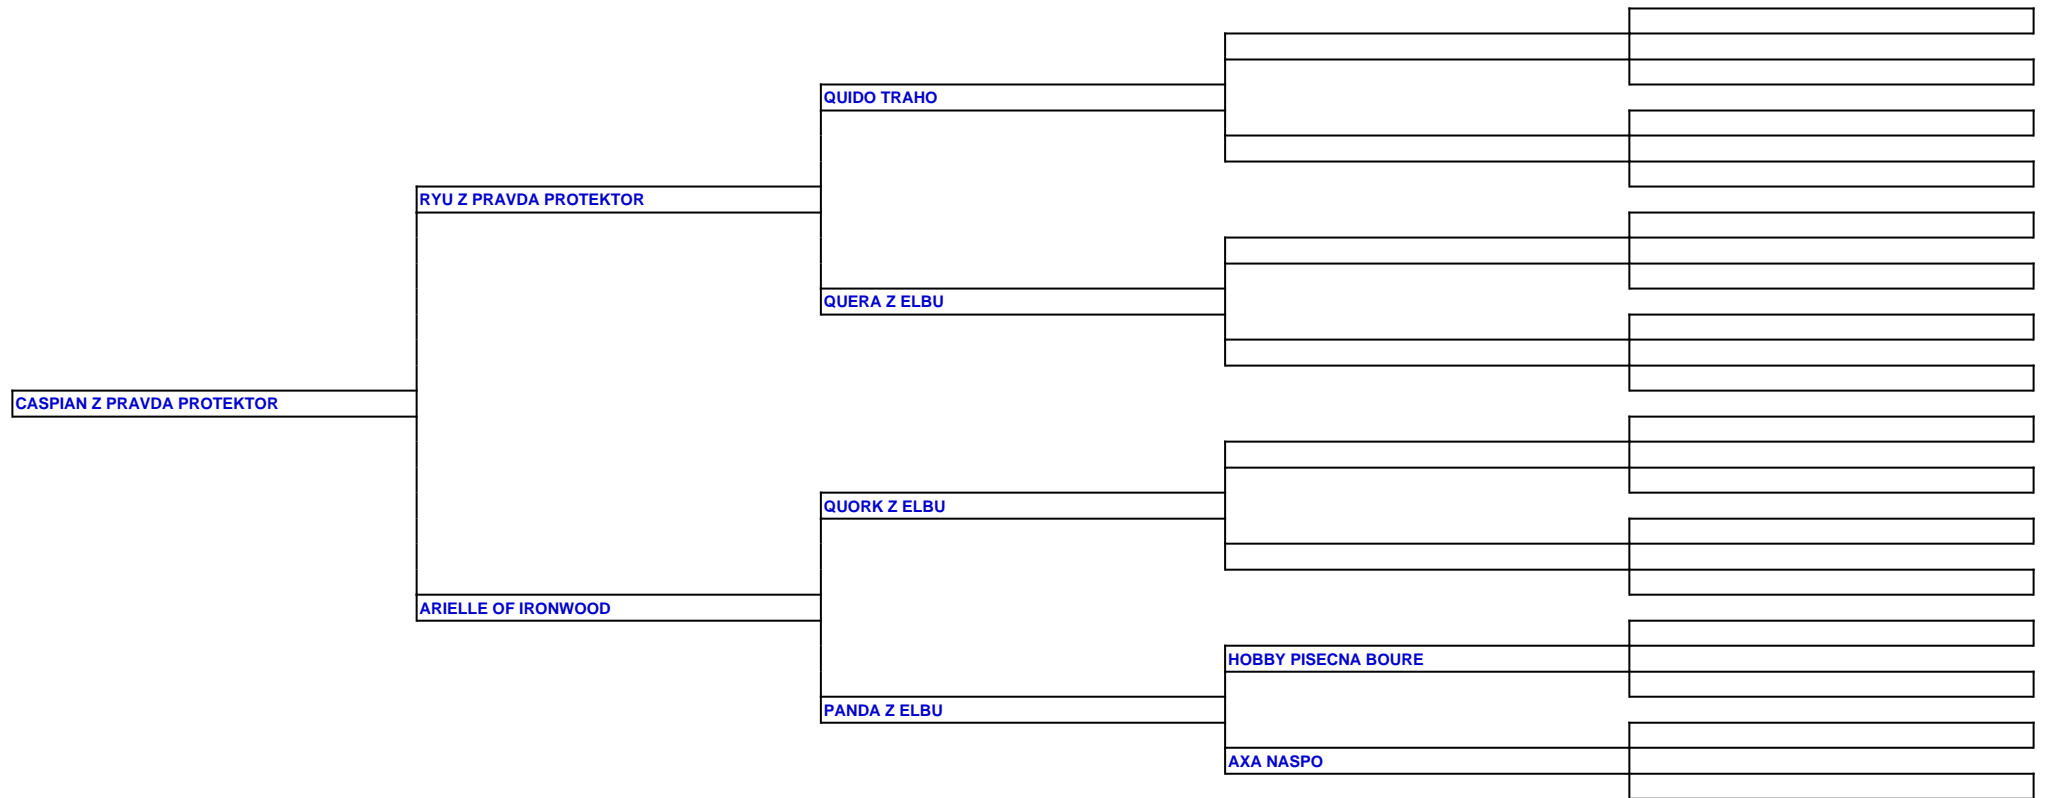 QUIDO TRAHO
RYU Z PRAVDA PROTEKTOR
QUERA Z ELBU
CASPIAN Z PRAVDA PROTEKTOR
QUORK Z ELBU
ARIELLE OF IRONWOOD
HOBBY PISECNA BOURE
PANDA Z ELBU
AXA NASPO